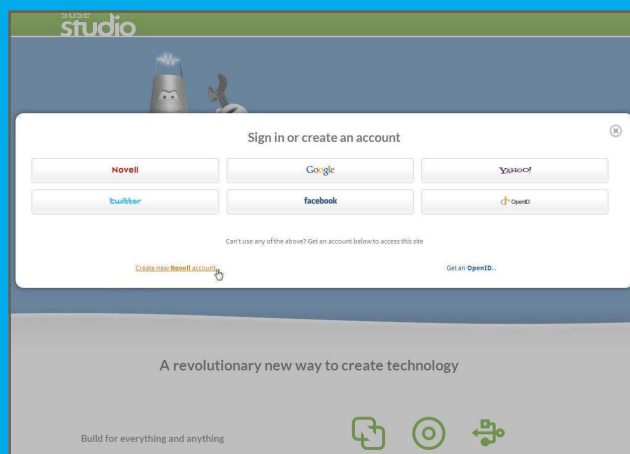 suse
studio
Sign in or create an account
Novell
Google
YAHOO!
twitter
facebook
OpenID
Can't use any of the above? Get an account below to access this site
Create new Novell account
Get an OpenID...
A revolutionary new way to create technology
Build for everything and anything